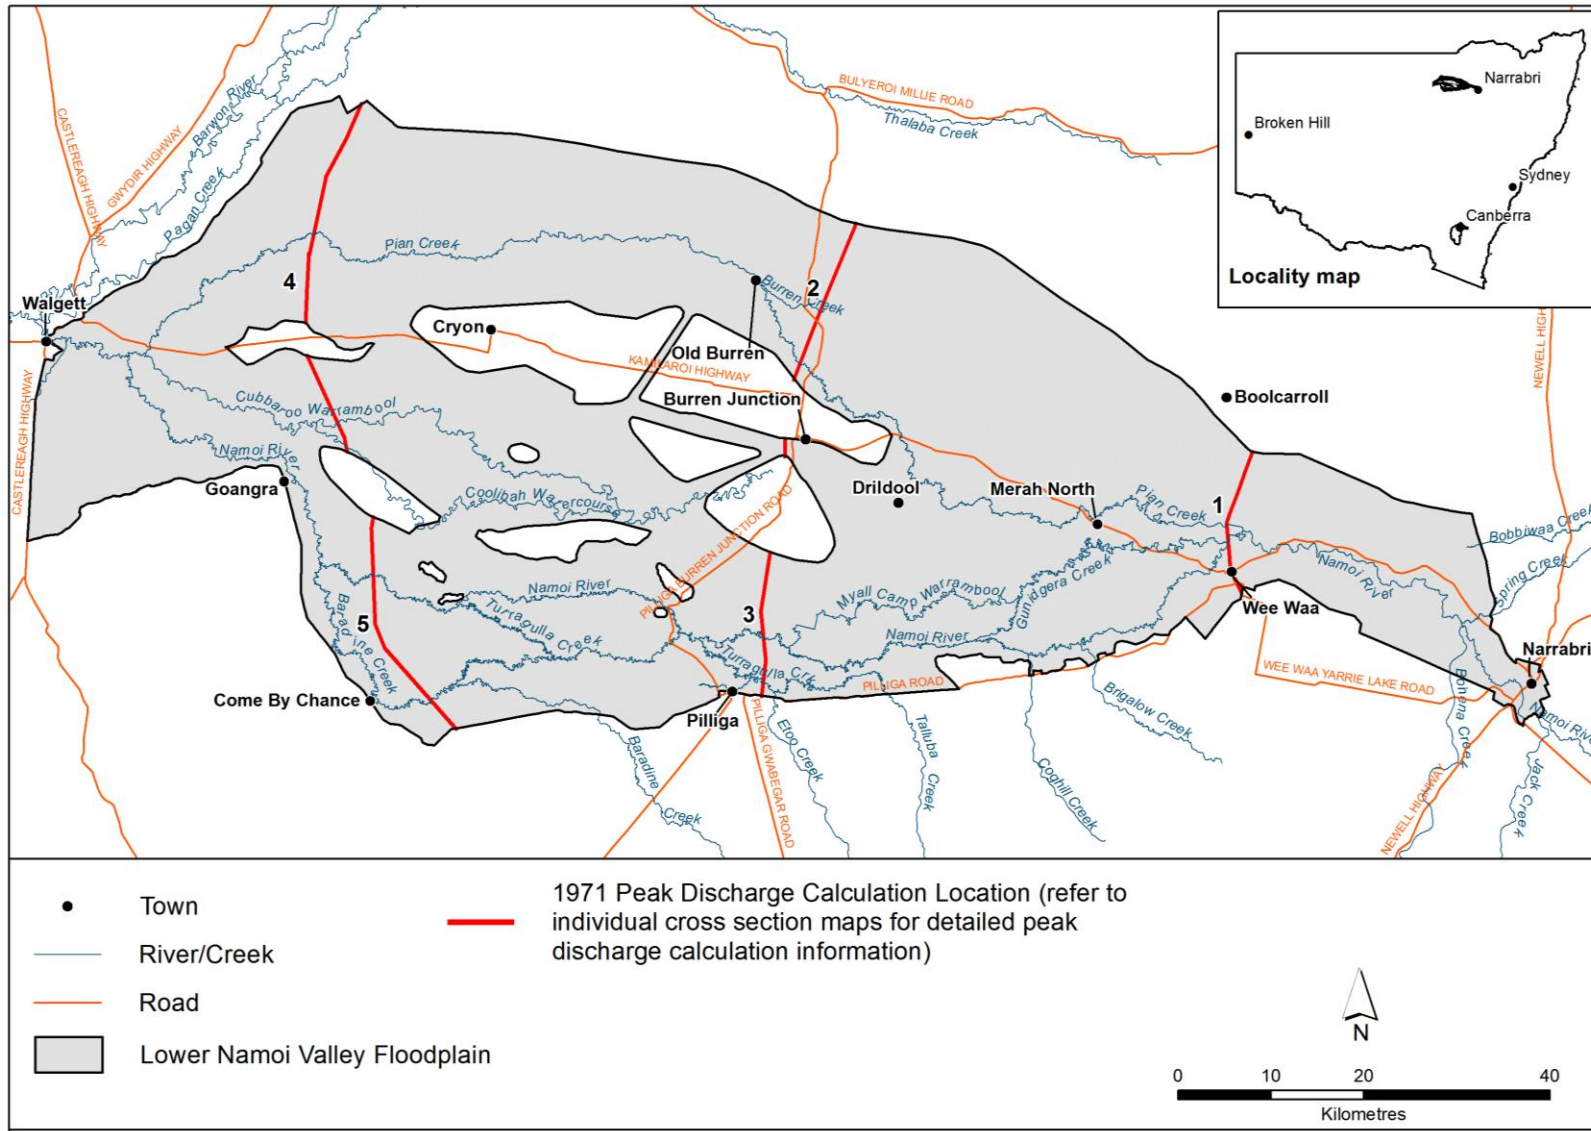 BULYEROI MILLIE ROAD
Thalaba Creek
CASTLEREAGH HIGHWAY
GWYDIR HIGHWAY
Barwon River
Pagan Creek
Narrabri
Broken Hill
Sydney
Canberra
Locality map
Pian Creek
4
2
Burren Creek
Walgett
Cryon
Old Burren
KAMILAROI HIGHWAY
Burren Junction
NEWELL HIGH
Boolcarroll
CASTLEREAGH HIGHWAY
Cubbaroo Warrambool
Namoi River
Goangra
Coolibah Watercourse
Drildool
Merah North
Pian Creek
1
Bobbiwaa Creek
Spring Creek
PILLIGA BURREN JUNCTION ROAD
Namoi River
Turragulla Creek
Baradine Creek
5
3
Myall Camp Warrambool
Gunidgera Creek
Namoi River
Namoi River
Wee Waa
Narrabri
Turragulla Crk
PILLIGA ROAD
WEE WAA YARRIE LAKE ROAD
Come By Chance
Pilliga
Brigalow Creek
Bohena Creek
Namoi River
Baradine
Creek
PILLIGA GWABEGAR ROAD
Etoo Creek
Talluba Creek
Coghill Creek
NEWELL HIGHWAY
Jack Creek
Town
River/Creek
Road
Lower Namoi Valley Floodplain
1971 Peak Discharge Calculation Location (refer to
individual cross section maps for detailed peak
discharge calculation information)
N
0 10 20 40
Kilometres